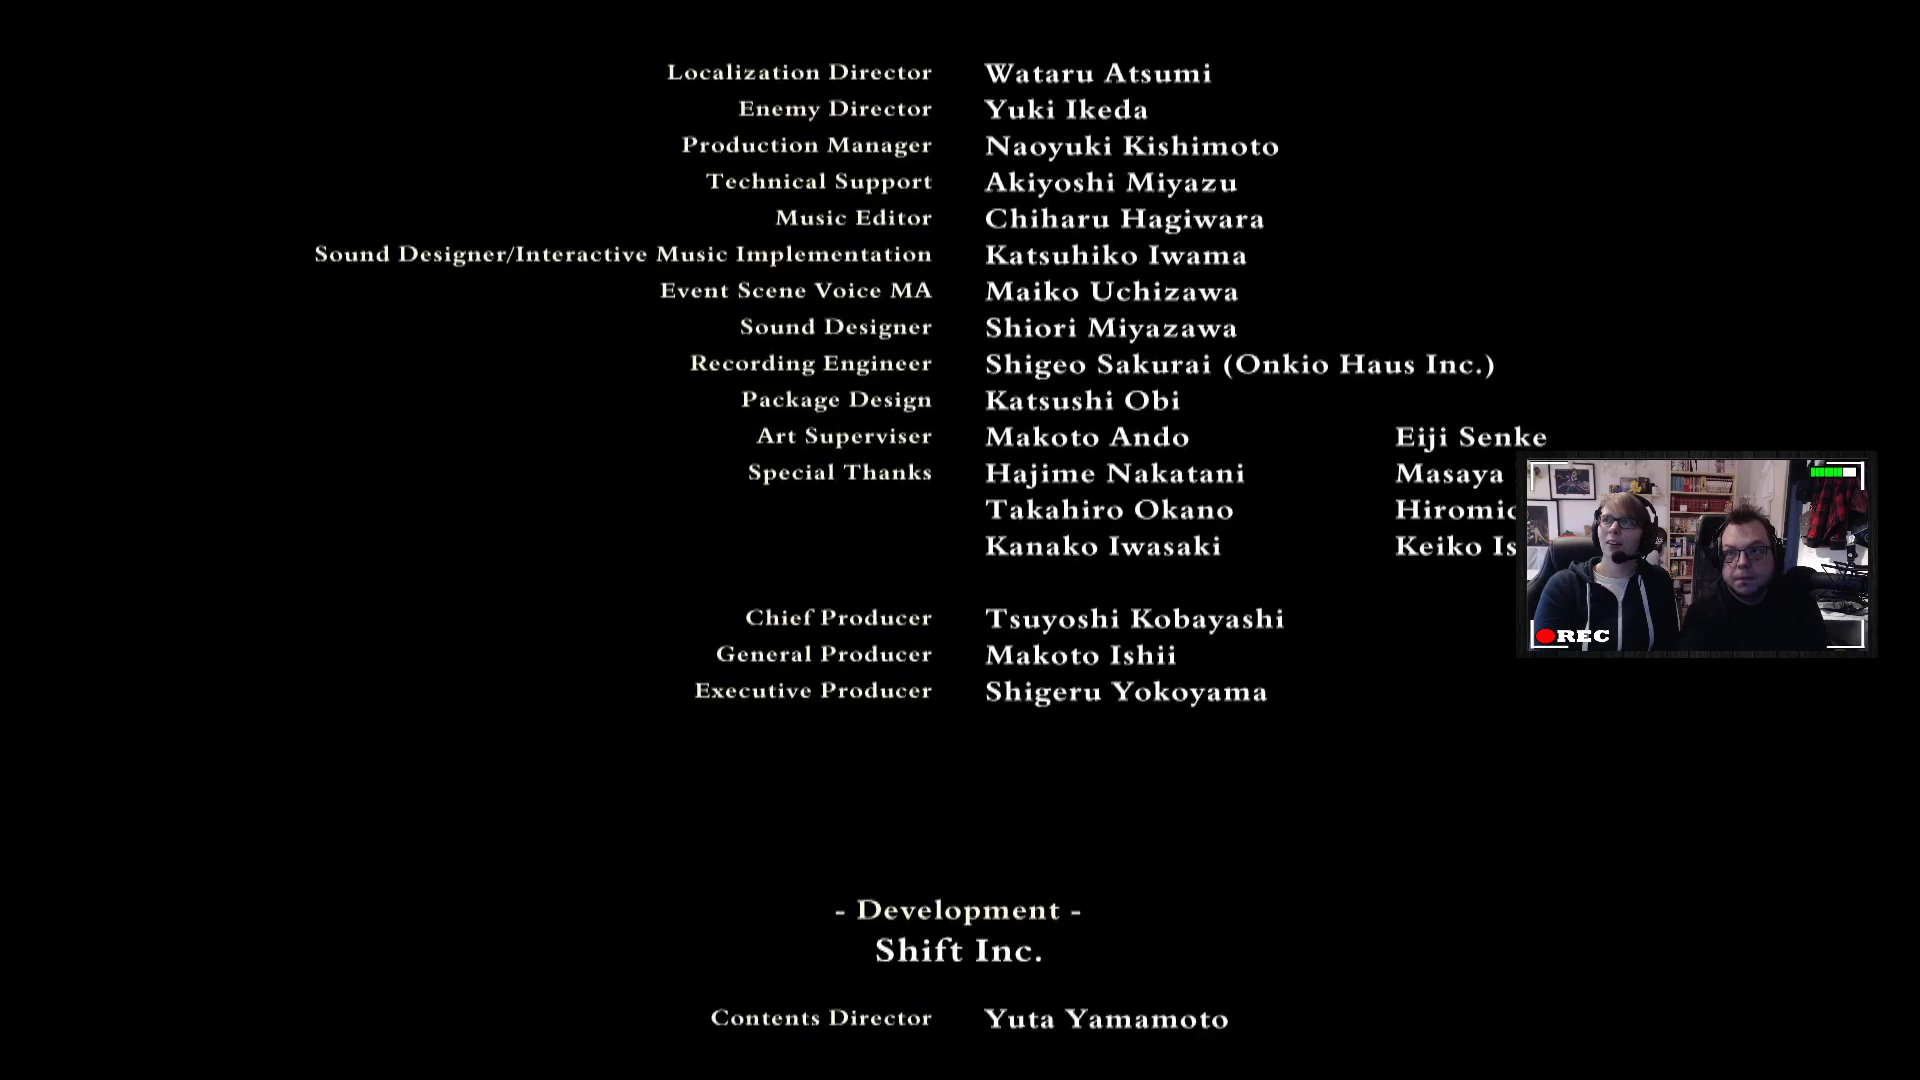 Localization Director Wataru Atsumi
Enemy Director Yuki Ikeda
Production Manager Naoyuki Kishimoto
Technical Support Akiyoshi Miyazu
Music Editor Chiharu Hagiwara
Sound Designer/Interactive Music Implementation Katsuhiko Iwama
Event Scene Voice MA Maiko Uchizawa
Sound Designer Shiori Miyazawa
Recording Engineer Shigeo Sakurai (Onkio Haus Inc.)
Package Design Katsushi Obi
Art Superviser Makoto Ando Eiji Senke
Special Thanks Hajime Nakatani Masaya
Takahiro Okano
Kanako Iwasaki Keiko
Chief Producer Tsuyoshi Kobayashi
General Producer Makoto Ishii
Executive Producer Shigeru Yokoyama
REC
- Development -
Shift Inc.
Contents Director Yuta Yamamoto